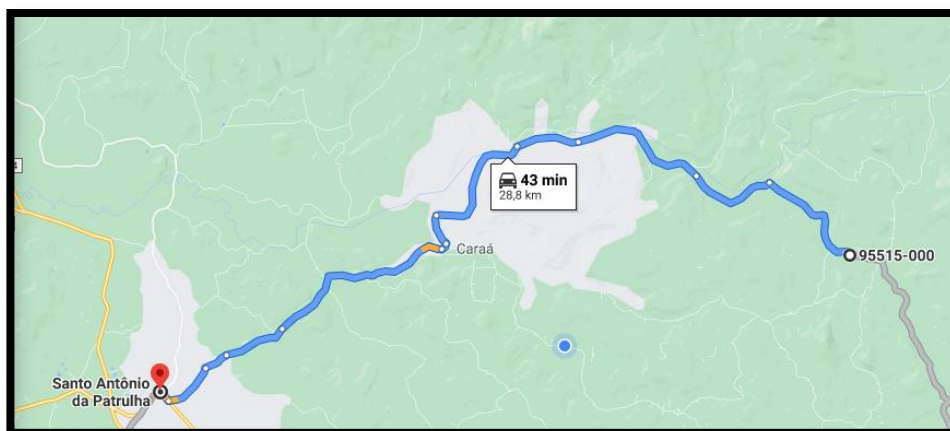 43 min
28,8 km
Caraá
95515-000
Santo Antônio
da Patrulha